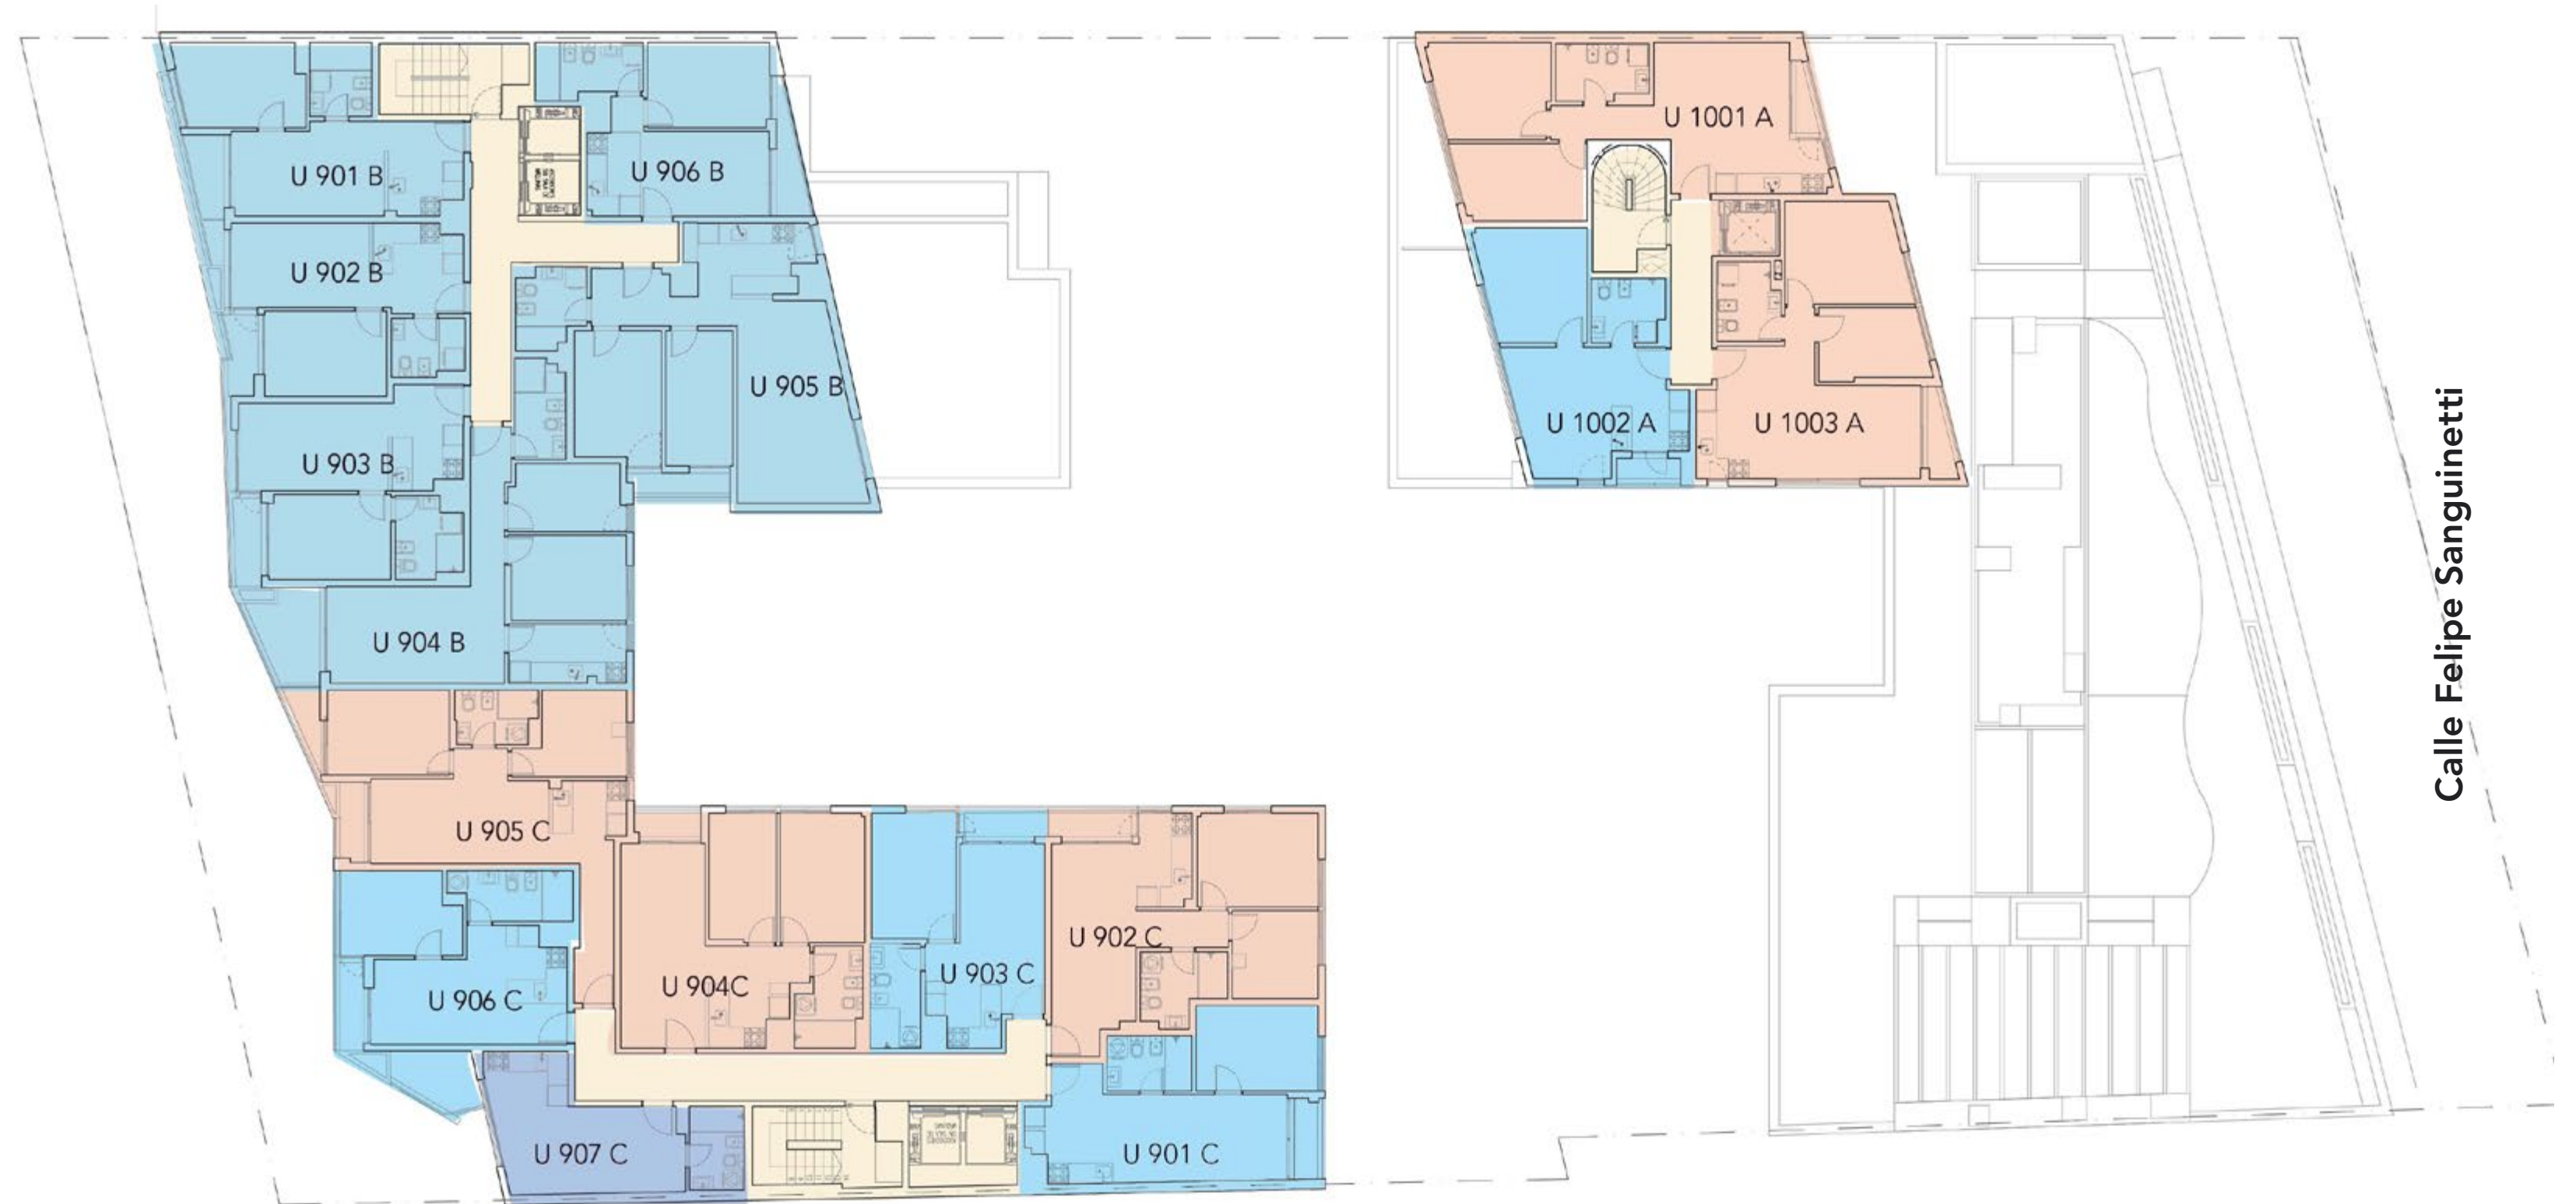 U 1001 A
U 901 B
U 906 B
U 902 B
U 905 B
U 1002 A
U 1003 A
U 903 B
U 904 B
U 905 C
U 902 C
U 904C
U 903 C
U 906 C
U 907 C
U 901 C
Calle Felipe Sanguinetti